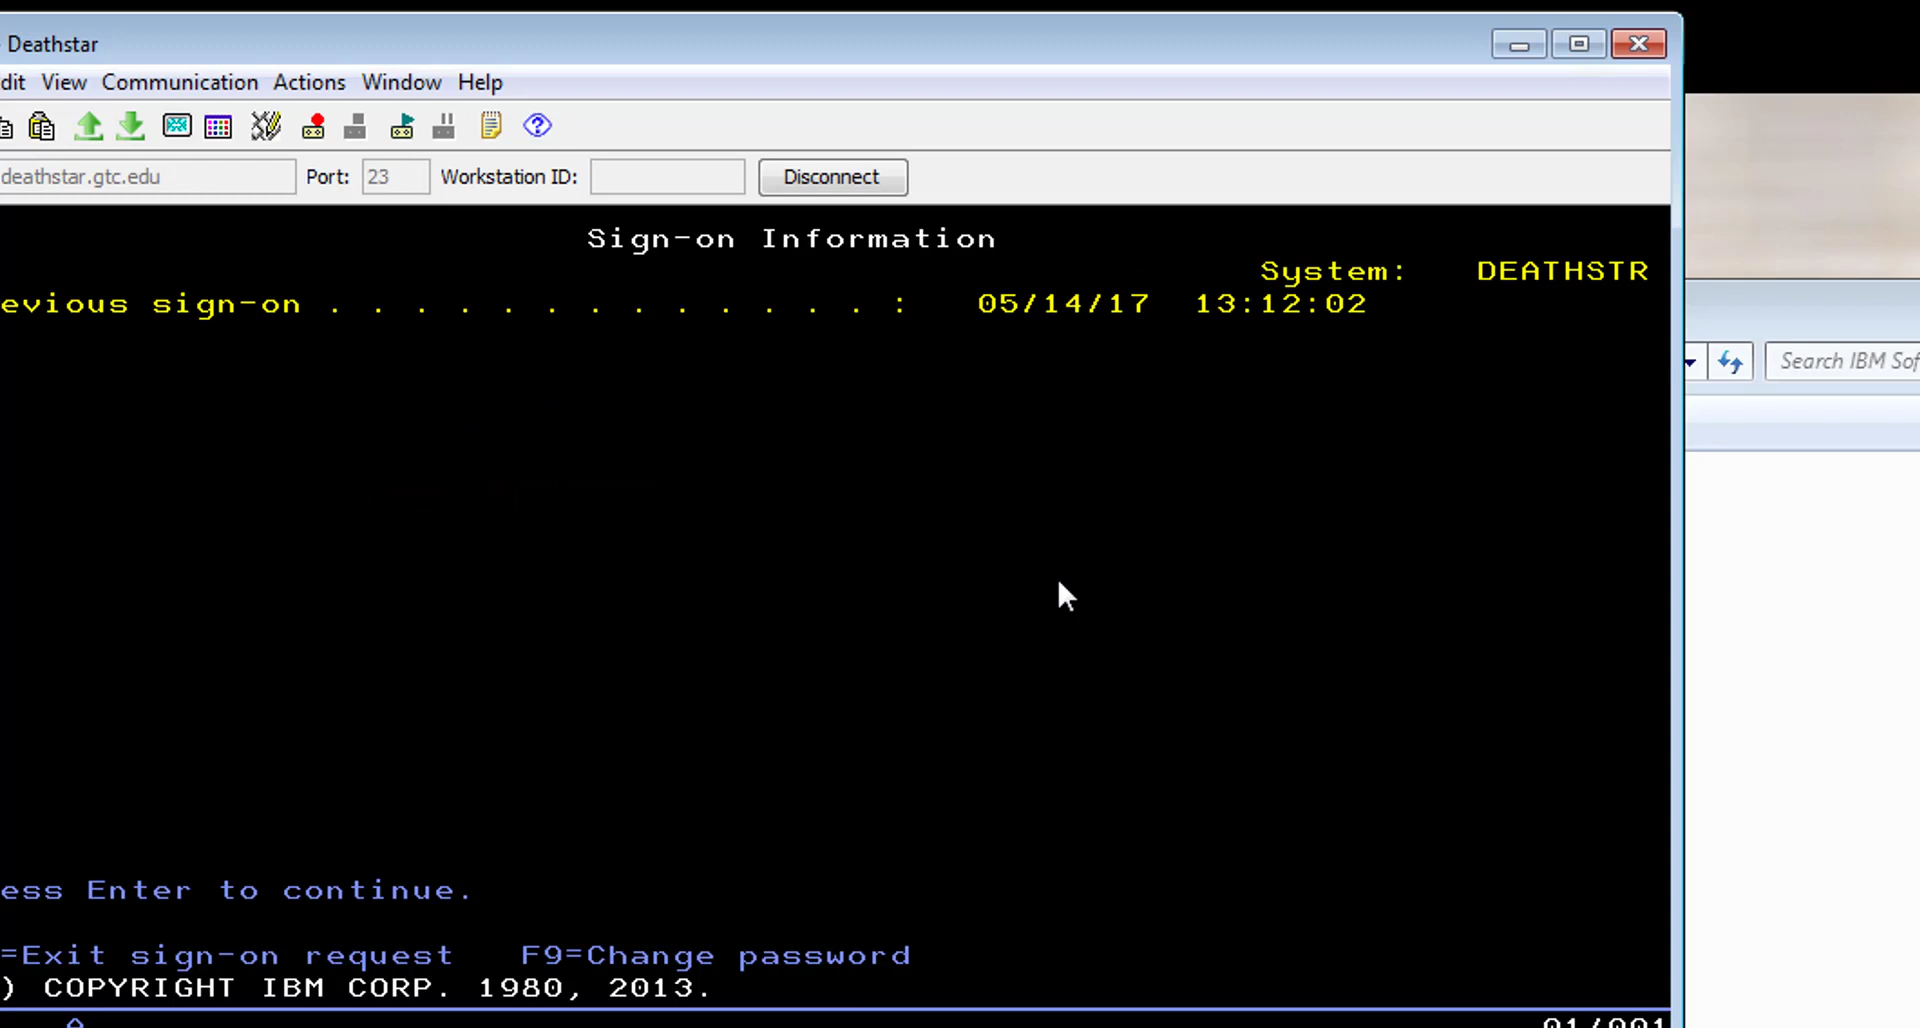 Deathstar
dit View Communication Actions Window Help
deathstar.gtc.edu Port: 23 Workstation ID: Disconnect
Sign-on Information
System: DEATHSTR
evious sign-on . . . . . . . . . . . . . : 05/14/17 13:12:02
Search IBM Sof
ess Enter to continue.
=Exit sign-on request F9=Change password
) COPYRIGHT IBM CORP. 1980, 2013.
01/001